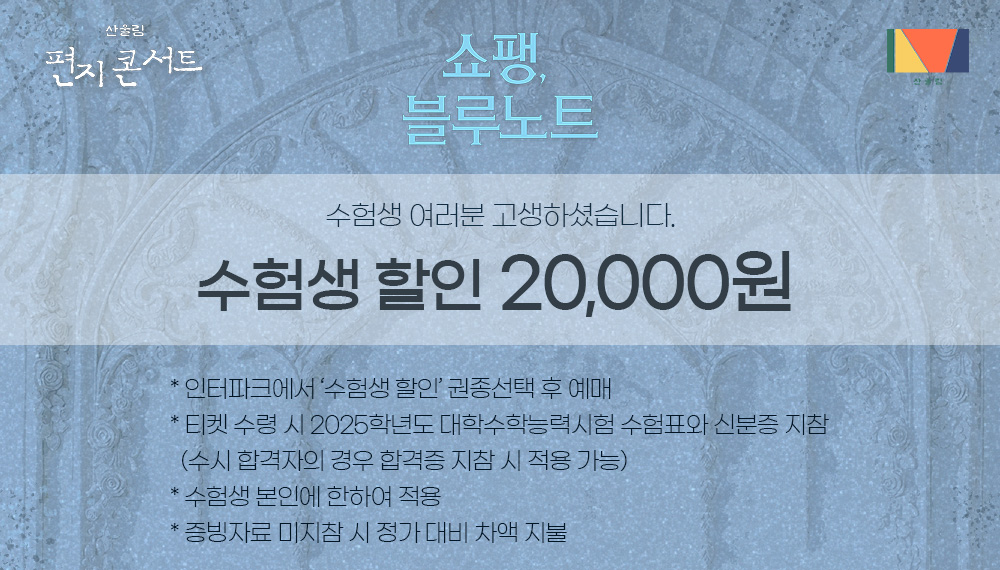 산울림
편지 콘서트
쇼팽,
블루노트
산울림
수험생 여러분 고생하셨습니다.
수험생 할인 20,000원
* 인터파크에서 ‘수험생 할인’ 권종선택 후 예매
* 티켓 수령 시 2025학년도 대학수학능력시험 수험표와 신분증 지참
(수시 합격자의 경우 합격증 지참 시 적용 가능)
* 수험생 본인에 한하여 적용
* 증빙자료 미지참 시 정가 대비 차액 지불